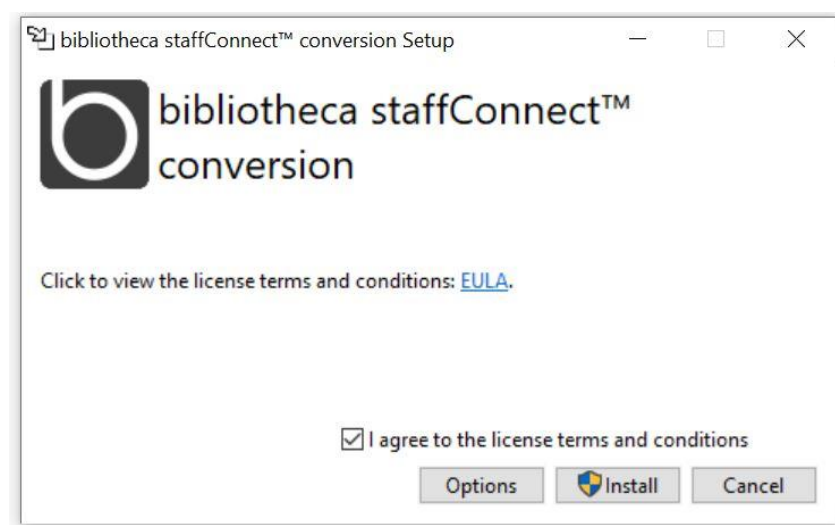 bibliotheca staffConnect™ conversion Setup
bibliotheca staffConnect™
conversion
Click to view the license terms and conditions: EULA.
I agree to the license terms and conditions
Options
Install
Cancel